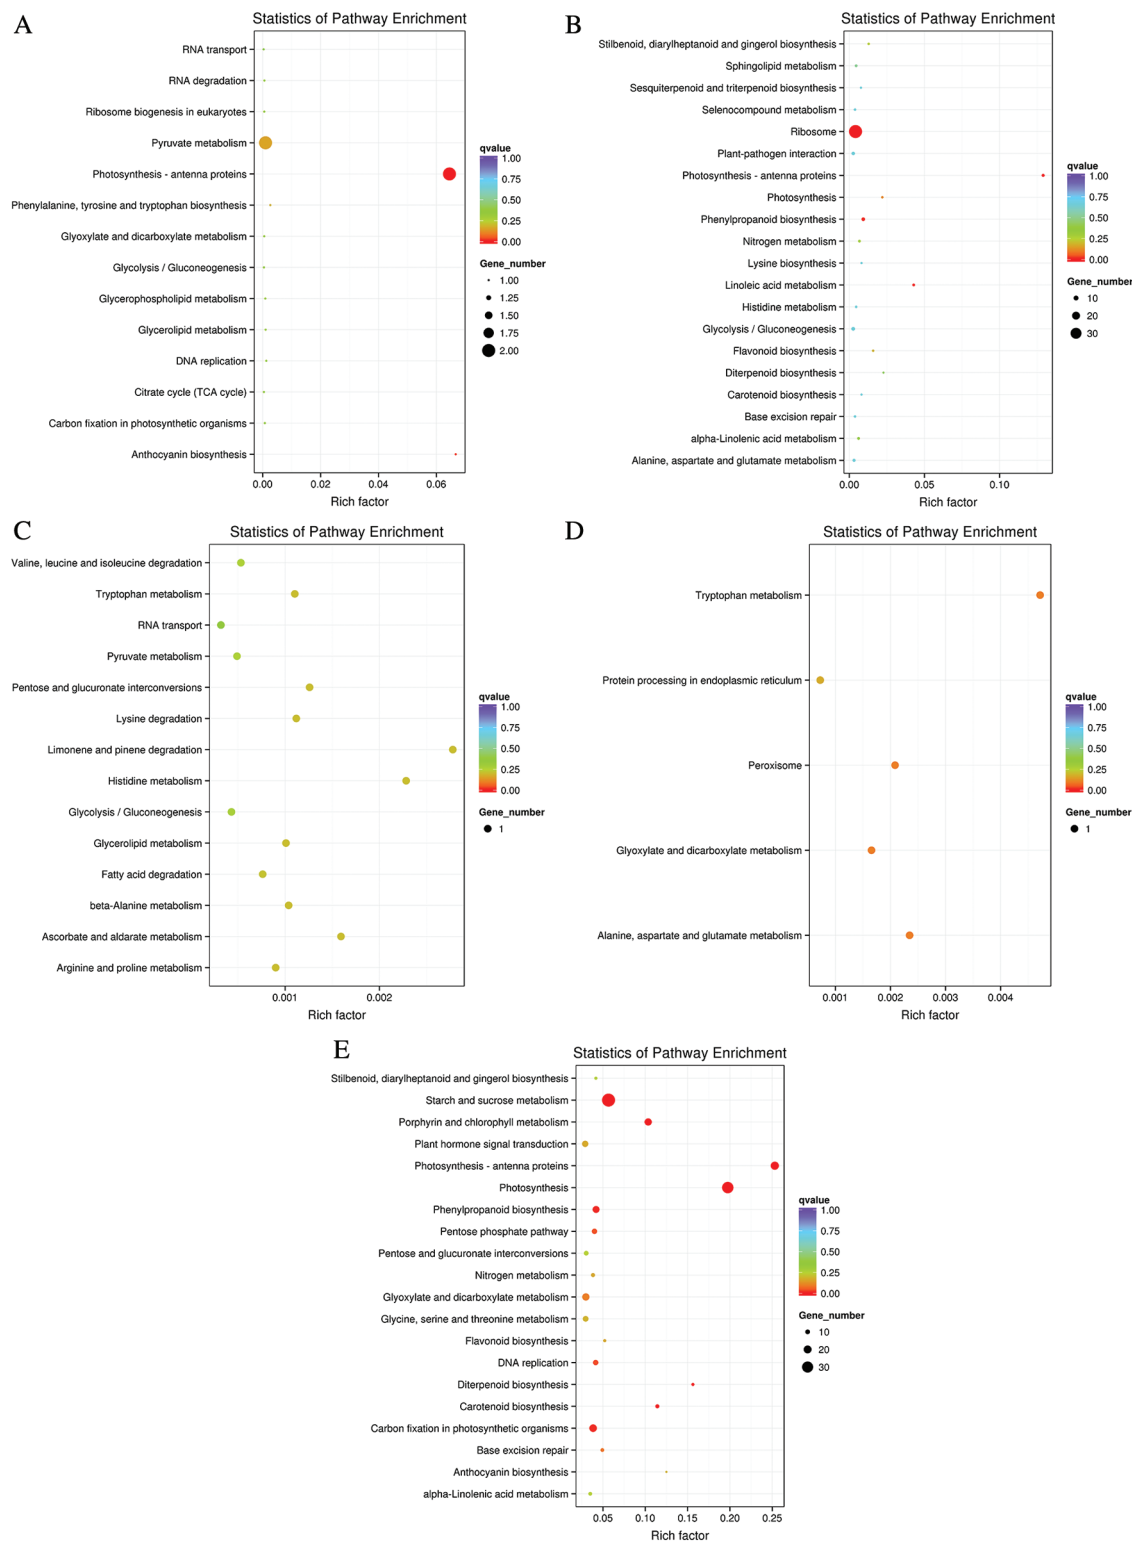 A
Statistics of Pathway Enrichment
RNA transport
RNA degradation
Ribosome biogenesis in eukaryotes
Pyruvate metabolism
Photosynthesis - antenna proteins
Phenylalanine, tyrosine and tryptophan biosynthesis
Glyoxylate and dicarboxylate metabolism
Glycolysis / Gluconeogenesis
Glycerophospholipid metabolism
Glycerolipid metabolism
DNA replication
Citrate cycle (TCA cycle)
Carbon fixation in photosynthetic organisms
Anthocyanin biosynthesis
0.00 0.02 0.04 0.06
Rich factor
qvalue
1.00
0.75
0.50
0.25
0.00
Gene_number
1.00
1.25
1.50
1.75
2.00
B
Statistics of Pathway Enrichment
Stilbenoid, diarylheptanoid and gingerol biosynthesis
Sphingolipid metabolism
Sesquiterpenoid and triterpenoid biosynthesis
Selenocompound metabolism
Ribosome
Plant-pathogen interaction
Photosynthesis - antenna proteins
Photosynthesis
Phenylpropanoid biosynthesis
Nitrogen metabolism
Lysine biosynthesis
Linoleic acid metabolism
Histidine metabolism
Glycolysis / Gluconeogenesis
Flavonoid biosynthesis
Diterpenoid biosynthesis
Carotenoid biosynthesis
Base excision repair
alpha-Linolenic acid metabolism
Alanine, aspartate and glutamate metabolism
0.00 0.05 0.10
Rich factor
qvalue
1.00
0.75
0.50
0.25
0.00
Gene_number
10
20
30
C
Statistics of Pathway Enrichment
Valine, leucine and isoleucine degradation
Tryptophan metabolism
RNA transport
Pyruvate metabolism
Pentose and glucuronate interconversions
Lysine degradation
Limonene and pinene degradation
Histidine metabolism
Glycolysis / Gluconeogenesis
Glycerolipid metabolism
Fatty acid degradation
beta-Alanine metabolism
Ascorbate and aldarate metabolism
Arginine and proline metabolism
0.001 0.002
Rich factor
qvalue
1.00
0.75
0.50
0.25
0.00
Gene_number
1
D
Statistics of Pathway Enrichment
Tryptophan metabolism
Protein processing in endoplasmic reticulum
Peroxisome
Glyoxylate and dicarboxylate metabolism
Alanine, aspartate and glutamate metabolism
0.001 0.002 0.003 0.004
Rich factor
qvalue
1.00
0.75
0.50
0.25
0.00
Gene_number
1
E
Statistics of Pathway Enrichment
Stilbenoid, diarylheptanoid and gingerol biosynthesis
Starch and sucrose metabolism
Porphyrin and chlorophyll metabolism
Plant hormone signal transduction
Photosynthesis - antenna proteins
Photosynthesis
Phenylpropanoid biosynthesis
Pentose phosphate pathway
Pentose and glucuronate interconversions
Nitrogen metabolism
Glyoxylate and dicarboxylate metabolism
Glycine, serine and threonine metabolism
Flavonoid biosynthesis
DNA replication
Diterpenoid biosynthesis
Carotenoid biosynthesis
Carbon fixation in photosynthetic organisms
Base excision repair
Anthocyanin biosynthesis
alpha-Linolenic acid metabolism
0.05 0.10 0.15 0.20 0.25
Rich factor
qvalue
1.00
0.75
0.50
0.25
0.00
Gene_number
10
20
30